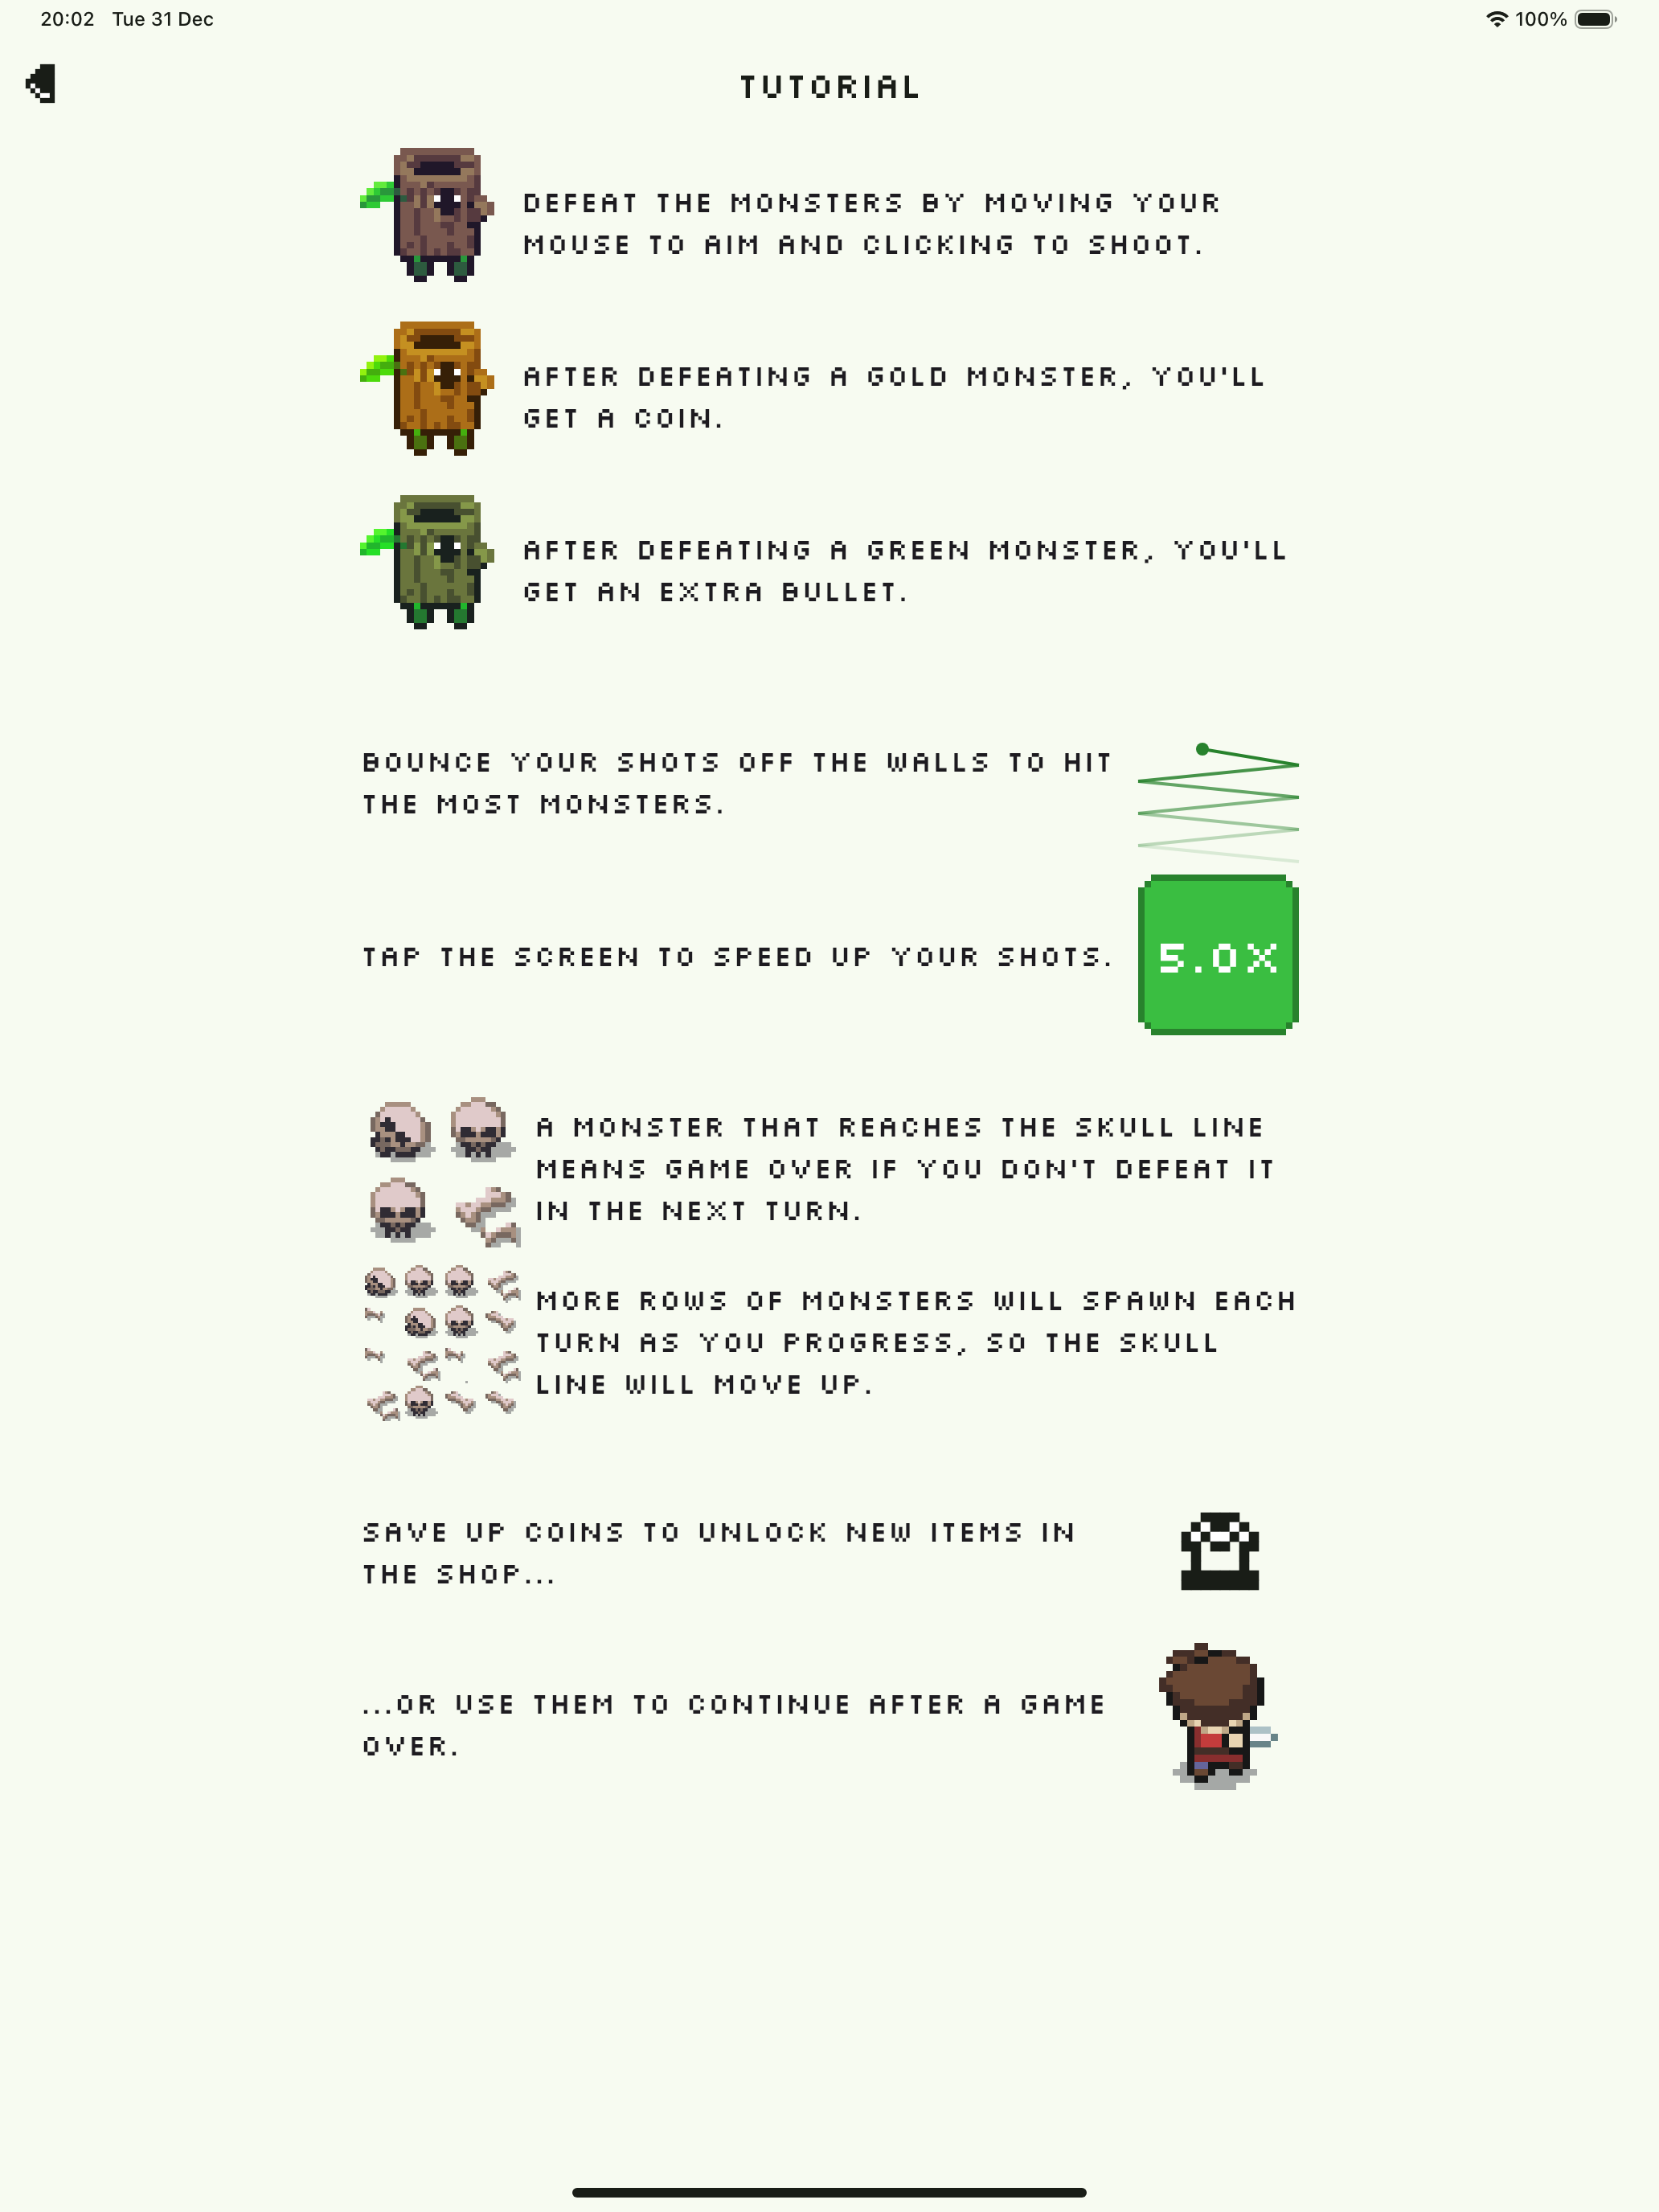 20:02 Tue 31 Dec 100%
TUTORIAL
DEFEAT THE MONSTERS BY MOVING YOUR
MOUSE TO AIM AND CLICKING TO SHOOT.
AFTER DEFEATING A GOLD MONSTER, YOU'LL
GET A COIN.
AFTER DEFEATING A GREEN MONSTER, YOU'LL
GET AN EXTRA BULLET.
BOUNCE YOUR SHOTS OFF THE WALLS TO HIT
THE MOST MONSTERS.
TAP THE SCREEN TO SPEED UP YOUR SHOTS.
5.0X
A MONSTER THAT REACHES THE SKULL LINE
MEANS GAME OVER IF YOU DON'T DEFEAT IT
IN THE NEXT TURN.
MORE ROWS OF MONSTERS WILL SPAWN EACH
TURN AS YOU PROGRESS, SO THE SKULL
LINE WILL MOVE UP.
SAVE UP COINS TO UNLOCK NEW ITEMS IN
THE SHOP...
...OR USE THEM TO CONTINUE AFTER A GAME
OVER.